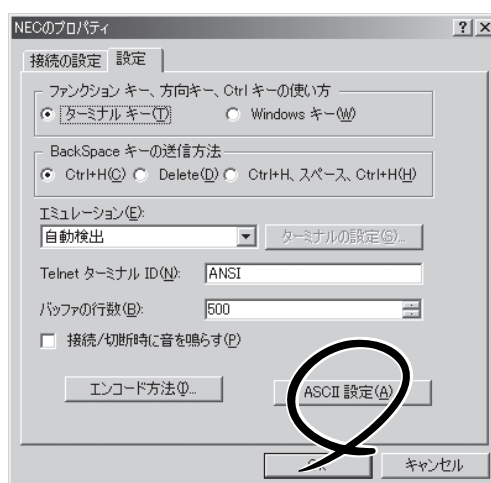 NECのプロパティ
接続の設定 設定
ファンクション キー、方向キー、Ctrl キーの使い方
ターミナル キー(T) Windows キー(W)
BackSpace キーの送信方法
Ctrl+H(C) Delete(D) Ctrl+H、スペース、Ctrl+H(H)
エミュレーション(E):
自動検出 ターミナルの設定(S)...
Telnet ターミナル ID(N): ANSI
バッファの行数(B): 500
接続/切断時に音を鳴らす(P)
エンコード方法(I)... ASCII 設定(A)
OK キャンセル